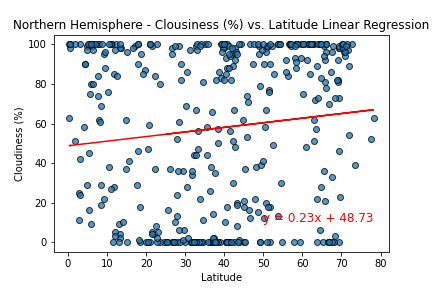 Northern Hemisphere - Clousiness (%) vs. Latitude Linear Regression
Cloudiness (%)
100
80
60
40
20
0
y = 0.23x + 48.73
0 10 20 30 40 50 60 70 80
Latitude